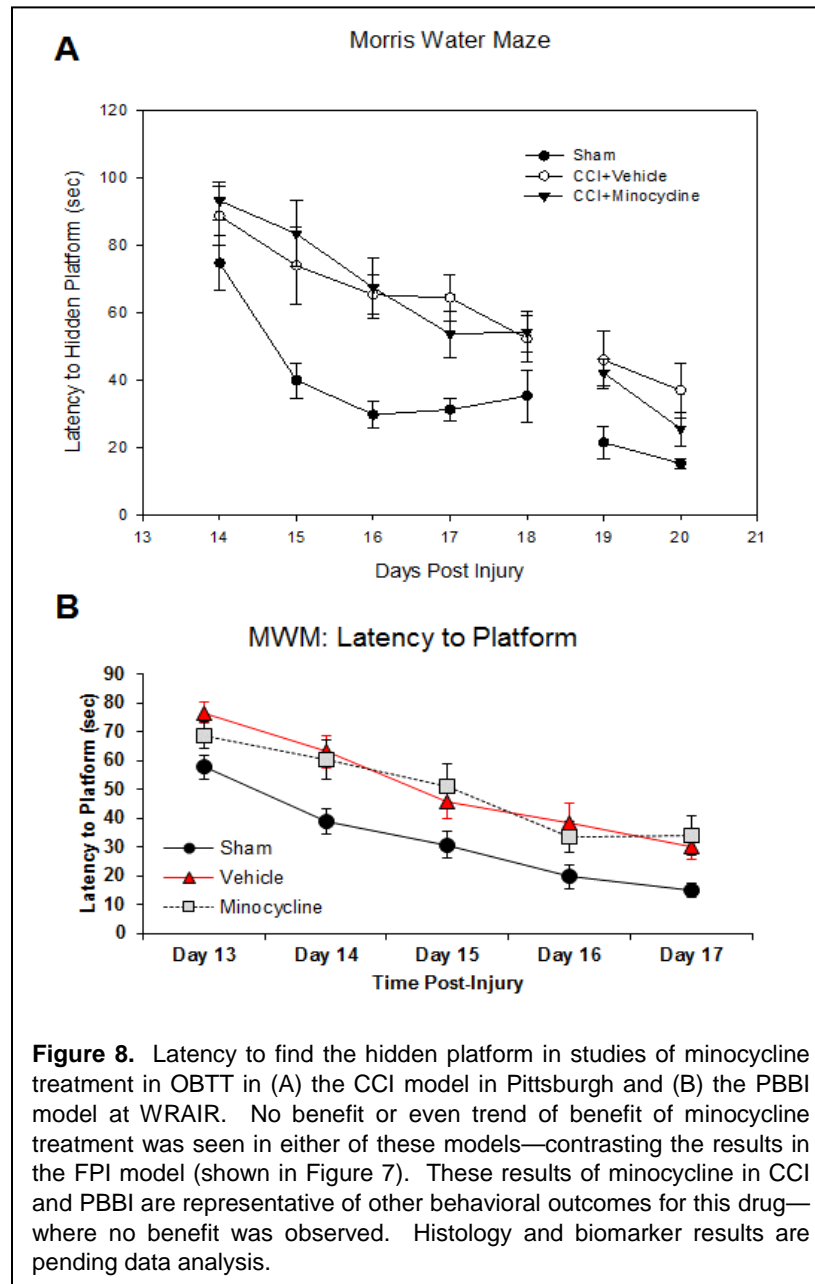 A
Morris Water Maze
120
100
80
60
40
20
0
Latency to Hidden Platform (sec)
Sham
CCI+Vehicle
CCI+Minocycline
13 14 15 16 17 18 19 20 21
Days Post Injury
B
MWM: Latency to Platform
90
80
70
60
50
40
30
20
10
0
Latency to Platform (sec)
Sham
Vehicle
Minocycline
Day 13 Day 14 Day 15 Day 16 Day 17
Time Post-Injury
Figure 8. Latency to find the hidden platform in studies of minocycline
treatment in OBTT in (A) the CCI model in Pittsburgh and (B) the PBBI
model at WRAIR. No benefit or even trend of benefit of minocycline
treatment was seen in either of these models—contrasting the results in
the FPI model (shown in Figure 7). These results of minocycline in CCI
and PBBI are representative of other behavioral outcomes for this drug—
where no benefit was observed. Histology and biomarker results are
pending data analysis.